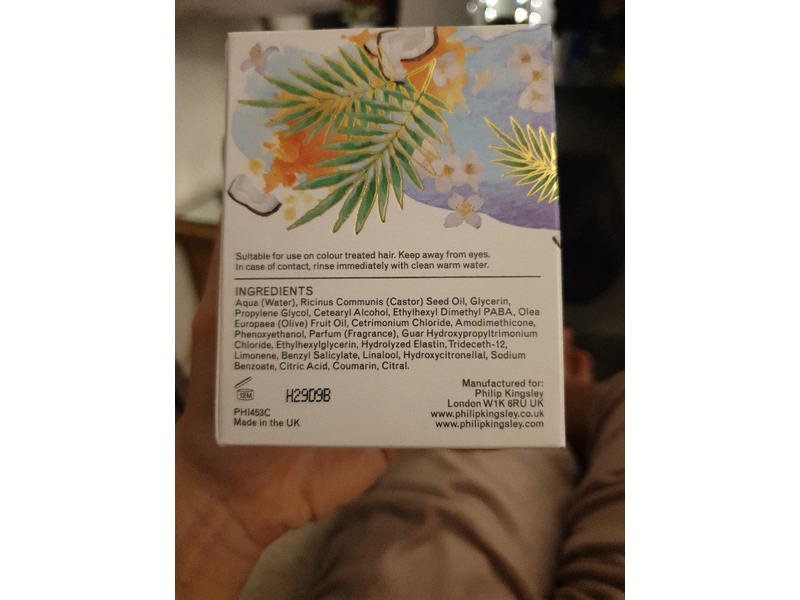 Suitable for use on colour treated hair. Keep away from eyes.
In case of contact, rinse immediately with clean warm water.
INGREDIENTS
Aqua (Water), Ricinus Communis (Castor) Seed Oil, Glycerin,
Propylene Glycol, Cetearyl Alcohol, Ethylhexyl Dimethyl PABA, Olea
Europaea (Olive) Fruit Oil, Cetrimonium Chloride, Amodimethicone,
Phenoxyethanol, Parfum (Fragrance), Guar Hydroxypropyltrimonium
Chloride, Ethylhexylglycerin, Hydrolyzed Elastin, Trideceth-12,
Limonene, Benzyl Salicylate, Linalool, Hydroxycitronellal, Sodium
Benzoate, Citric Acid, Coumarin, Citral.
12M
H29D9B
PHI453C
Made in the UK
Manufactured for:
Philip Kingsley
London W1K 6RU UK
www.philipkingsley.co.uk
www.philipkingsley.com